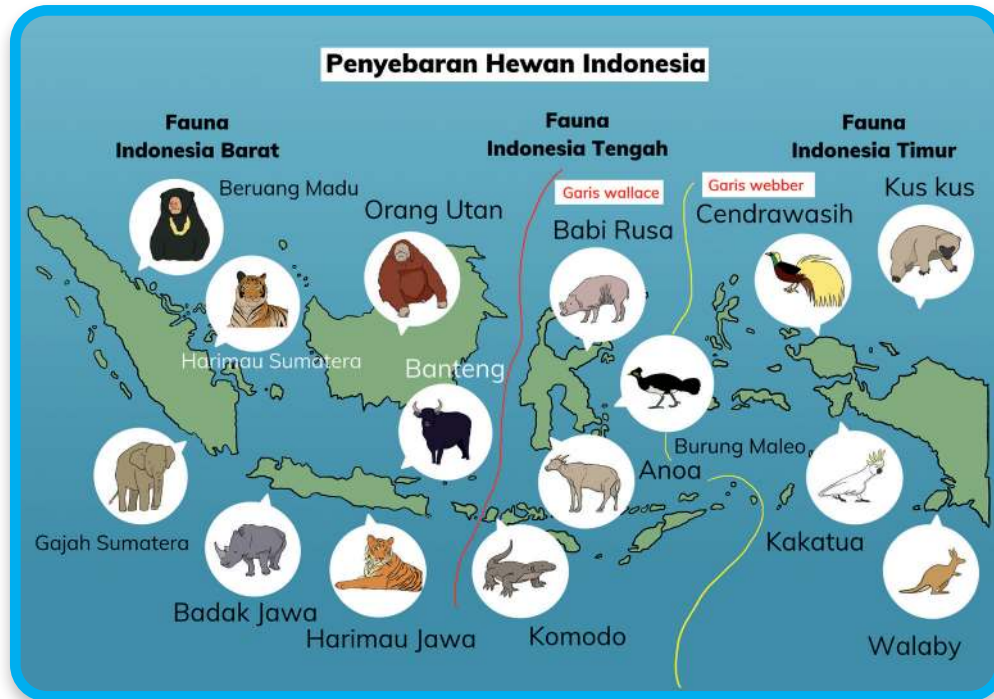 Penyebaran Hewan Indonesia
Fauna
Indonesia Barat
Fauna
Indonesia Tengah
Fauna
Indonesia Timur
Garis wallace
Garis webber
Beruang Madu
Orang Utan
Babi Rusa
Cendrawasih
Kus kus
Harimau Sumatera
Banteng
Burung Maleo
Anoa
Gajah Sumatera
Kakatua
Badak Jawa
Harimau Jawa
Komodo
Walaby